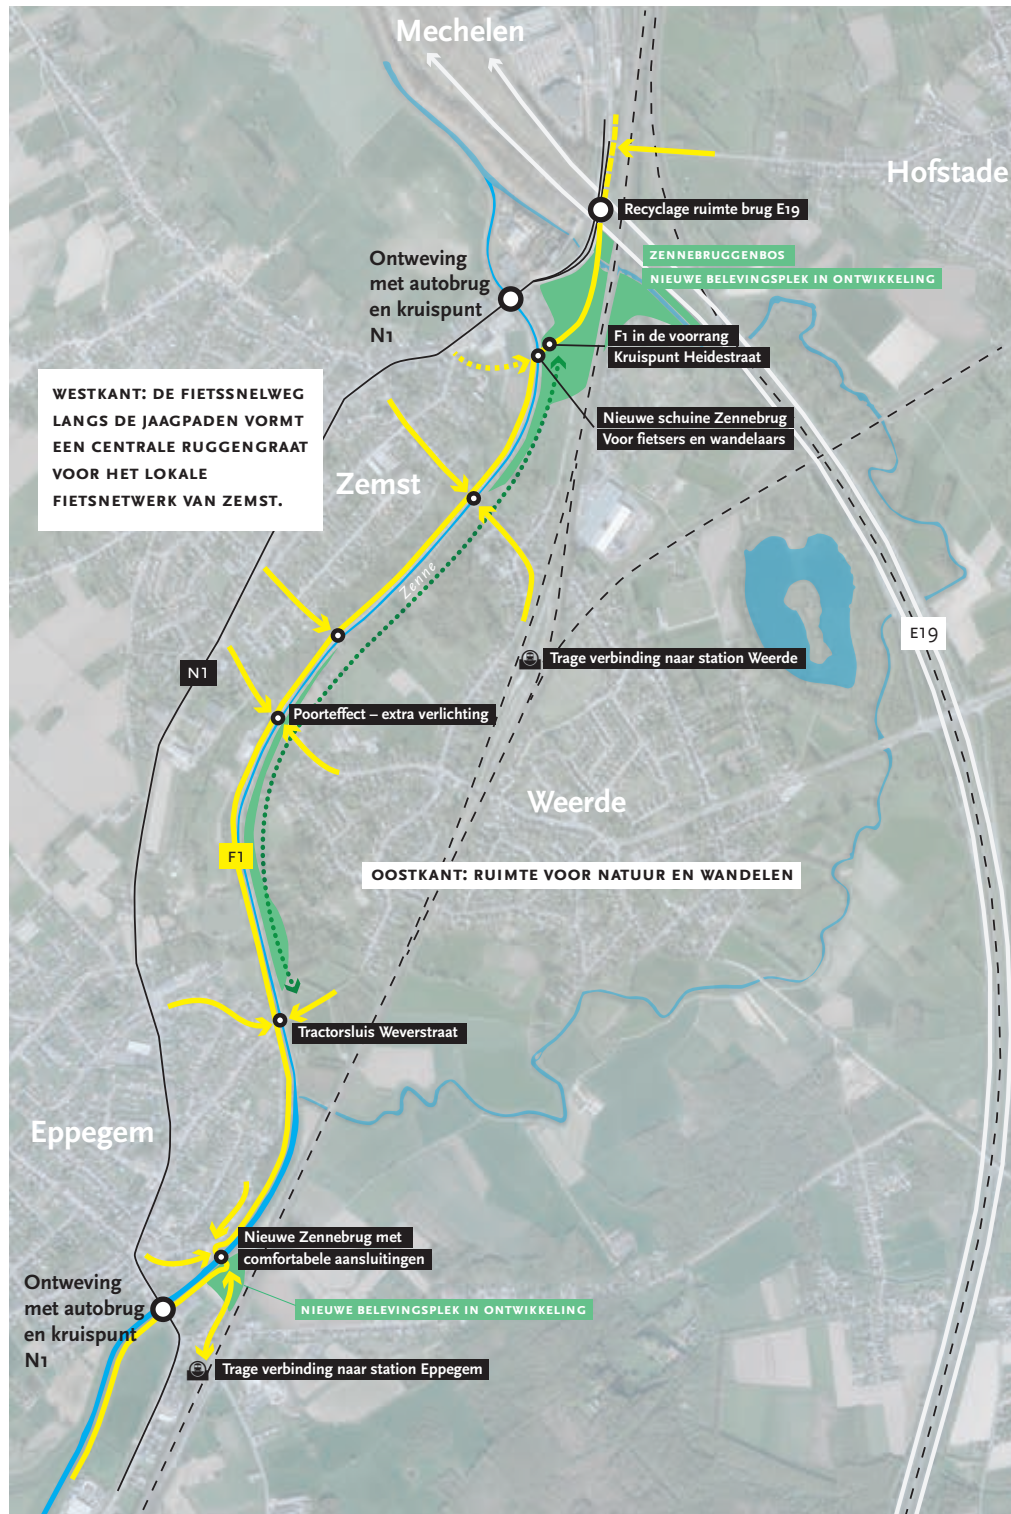 Mechelen
Hofstade
Recyclage ruimte brug E19
ZENNEBRUGGENBOS
NIEUWE BELEVINGSPLEK IN ONTWIKKELING
Ontweving
met autobrug
en kruispunt
N1
F1 in de voorrang
Kruispunt Heidestraat
WESTKANT: DE FIETSSNELWEG
LANGS DE JAAGPADEN VORMT
EEN CENTRALE RUGGENGRAAT
VOOR HET LOKALE
FIETSNETWERK VAN ZEMST.
Nieuwe schuine Zennebrug
Voor fietsers en wandelaars
Zemst
Zenne
E19
Trage verbinding naar station Weerde
N1
Poorteffect – extra verlichting
Weerde
F1
OOSTKANT: RUIMTE VOOR NATUUR EN WANDELEN
Tractorsluis Weverstraat
Eppegem
Nieuwe Zennebrug met
comfortabele aansluitingen
Ontweving
met autobrug
en kruispunt
N1
NIEUWE BELEVINGSPLEK IN ONTWIKKELING
Trage verbinding naar station Eppegem